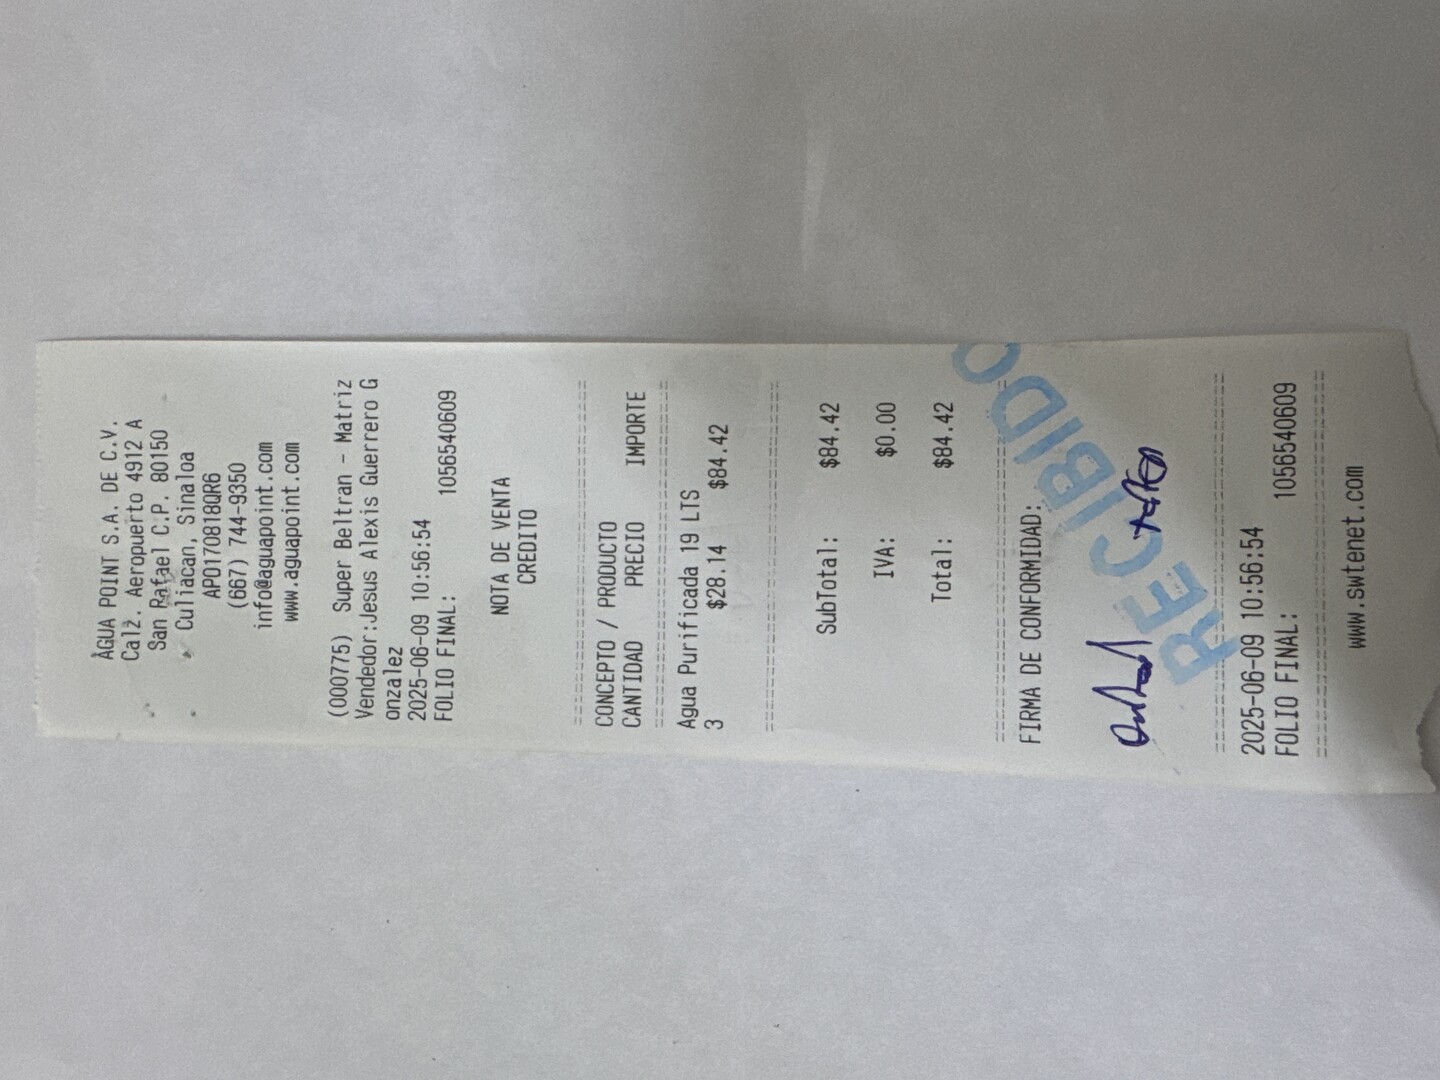 AGUA POINT S.A. DE C.V.
Calz. Aeropuerto 4912 A
San Rafael C.P. 80150
Culiacan, Sinaloa
APO170818QR6
(667) 744-9350
info@aguapoint.com
www.aguapoint.com
(000775) Super Beltran - Matriz
Vendedor:Jesus Alexis Guerrero G
onzalez
2025-06-09 10:56:54
FOLIO FINAL: 1056540609
NOTA DE VENTA
CREDITO
CONCEPTO / PRODUCTO
CANTIDAD PRECIO IMPORTE
Agua Purificada 19 LTS
3 $28.14 $84.42
SubTotal: $84.42
IVA: $0.00
Total: $84.42
FIRMA DE CONFORMIDAD:
RECIBIDO
2025-06-09 10:56:54
FOLIO FINAL: 1056540609
www.swtenet.com